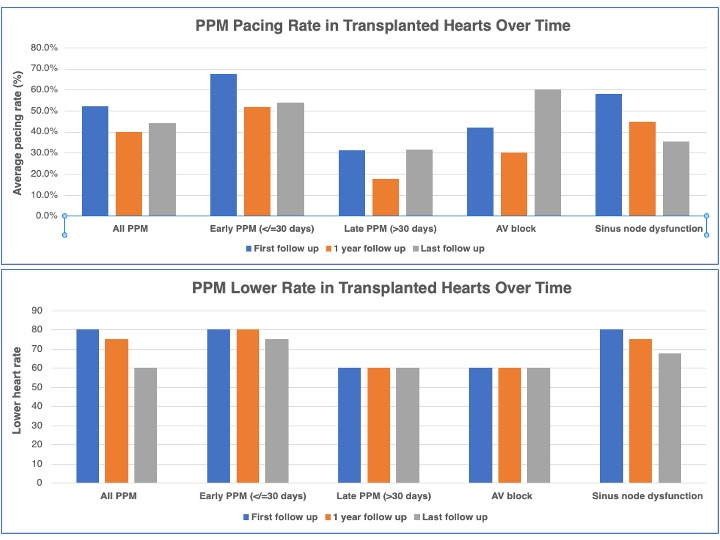 PPM Pacing Rate in Transplanted Hearts Over Time
Average pacing rate (%)
80.0%
70.0%
60.0%
50.0%
40.0%
30.0%
20.0%
10.0%
0.0%
All PPM Early PPM (</=30 days) Late PPM (>30 days) AV block Sinus node dysfunction
First follow up 1 year follow up Last follow up
PPM Lower Rate in Transplanted Hearts Over Time
Lower heart rate
90
80
70
60
50
40
30
20
10
0
All PPM Early PPM (</=30 days) Late PPM (>30 days) AV block Sinus node dysfunction
First follow up 1 year follow up Last follow up